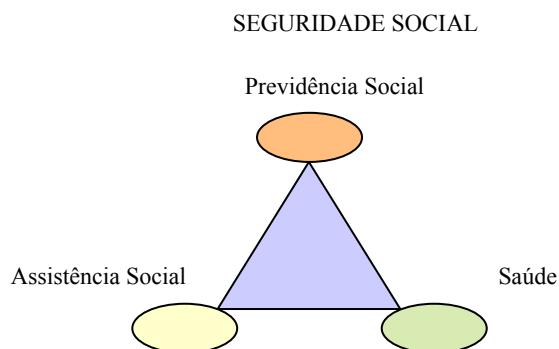 SEGURIDADE SOCIAL
Previdência Social
Assistência Social
Saúde